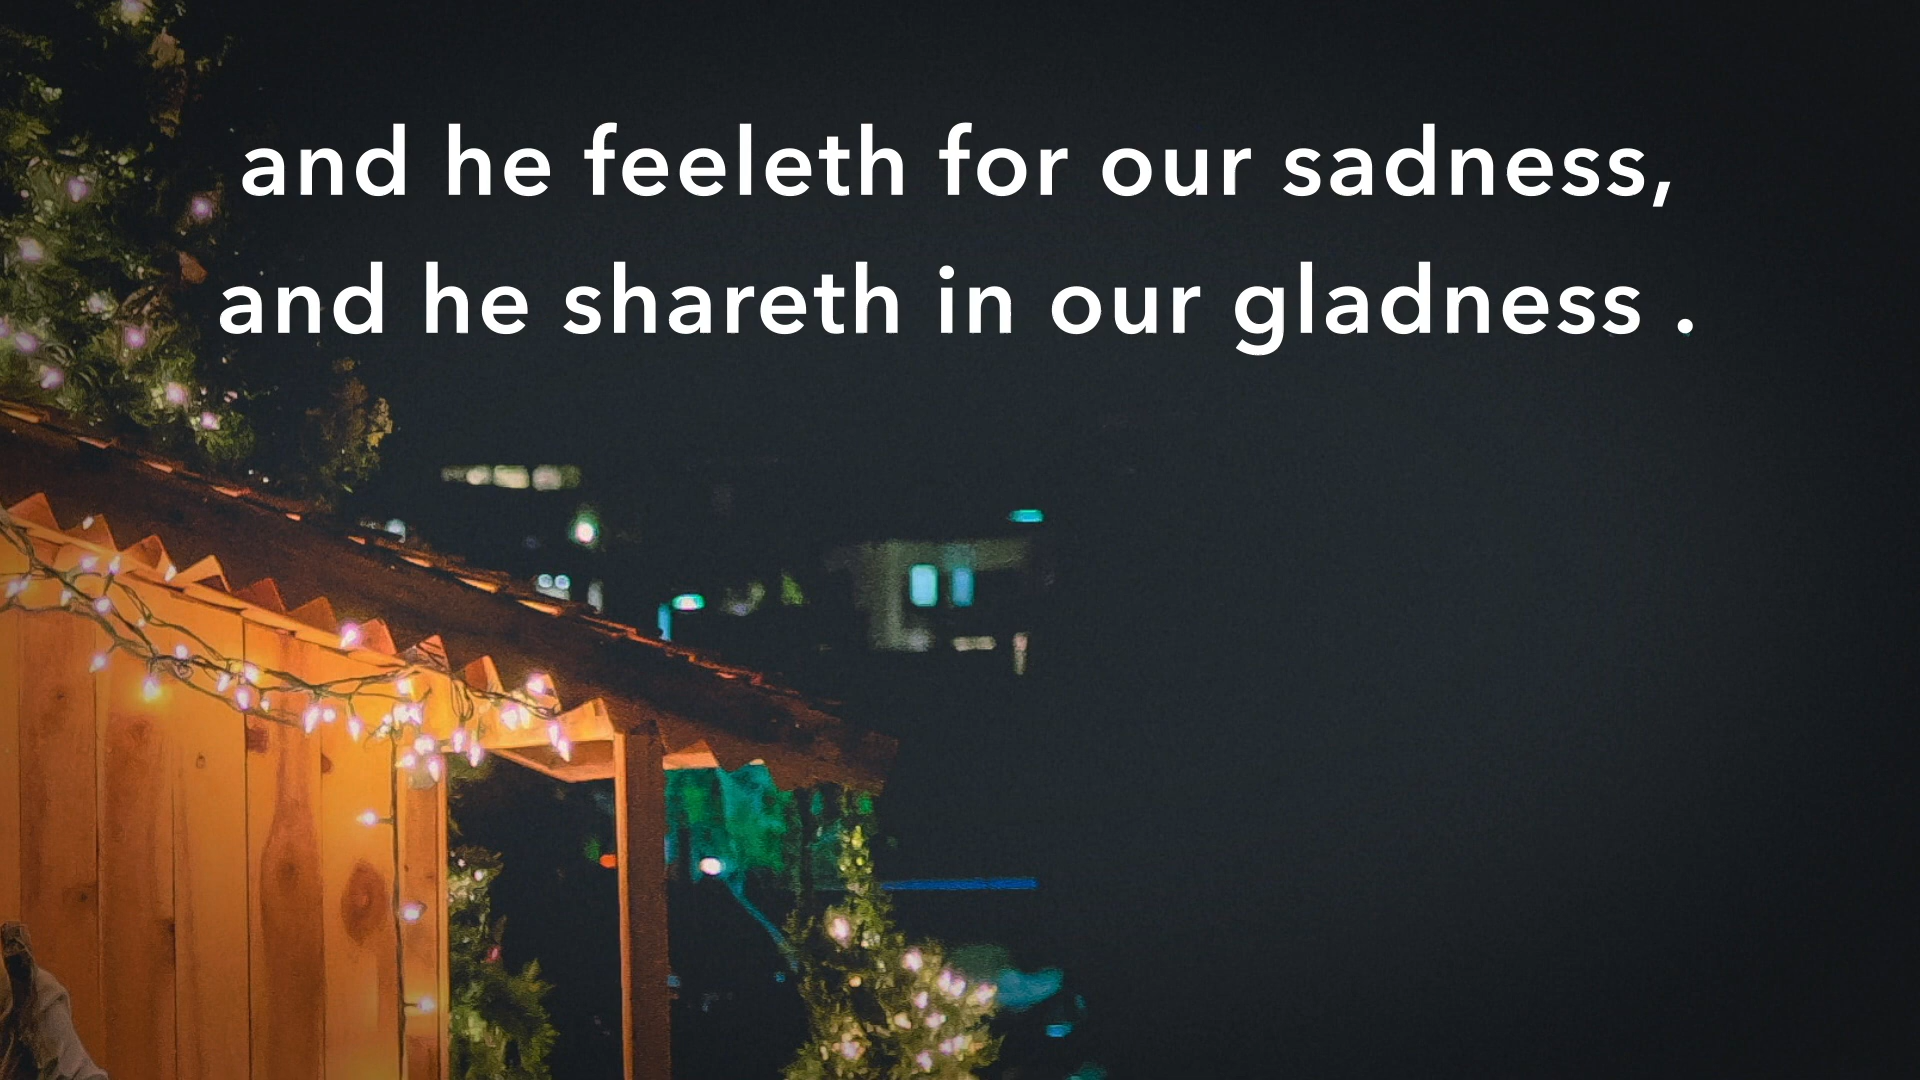 and he feeleth for our sadness,
and he shareth in our gladness .